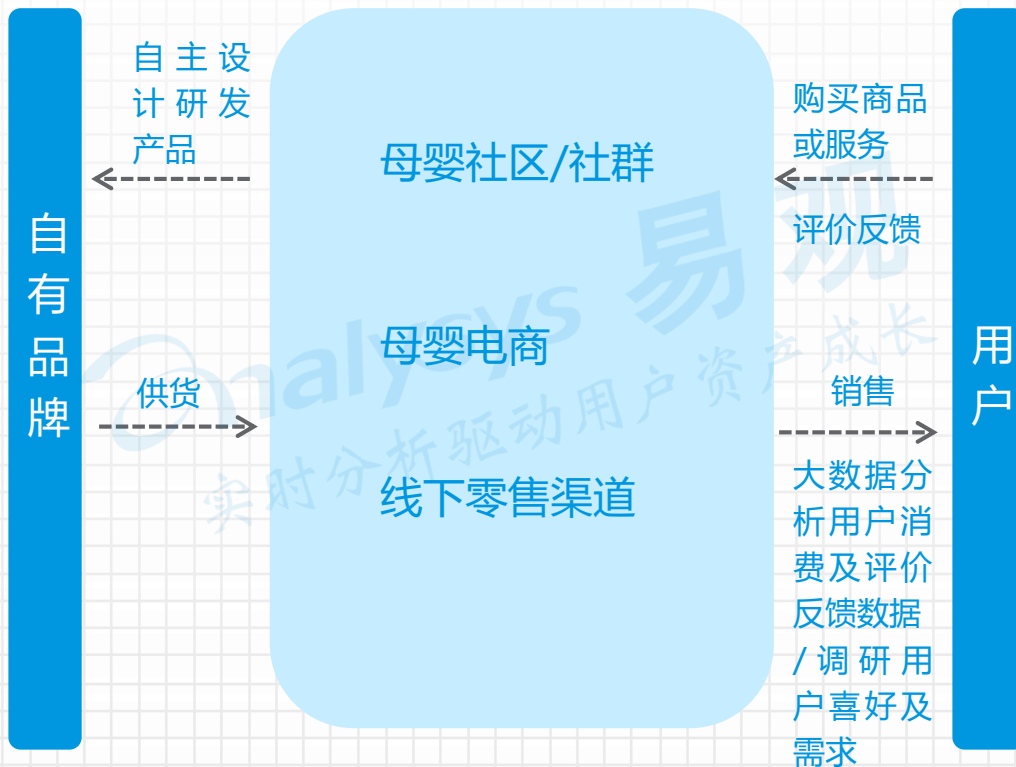 自有品牌
自主设
计研发
产品
供货
母婴社区/社群
母婴电商
线下零售渠道
购买商品
或服务
评价反馈
销售
大数据分
析用户消
费及评价
反馈数据
/调研用
户喜好及
需求
用户
analysys 易观
实时分析驱动用户资产成长